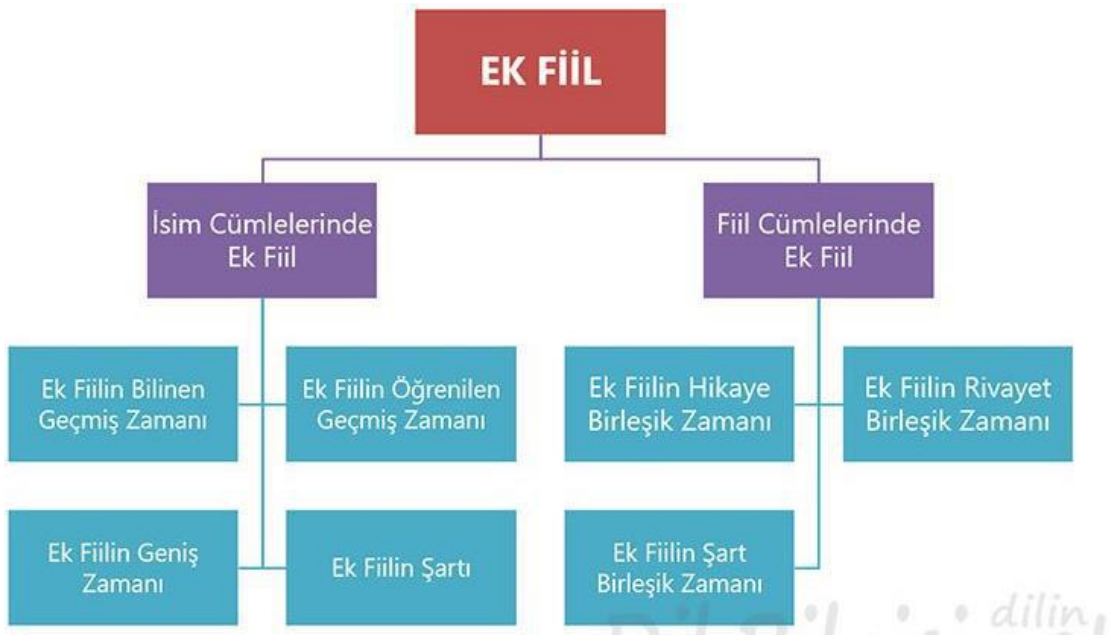 EK FİİL
İsim Cümlelerinde
Ek Fiil
Fiil Cümlelerinde
Ek Fiil
Ek Fiilin Bilinen
Geçmiş Zamanı
Ek Fiilin Öğrenilen
Geçmiş Zamanı
Ek Fiilin Hikaye
Birleşik Zamanı
Ek Fiilin Rivayet
Birleşik Zamanı
Ek Fiilin Geniş
Zamanı
Ek Fiilin Şartı
Ek Fiilin Şart
Birleşik Zamanı
dilin